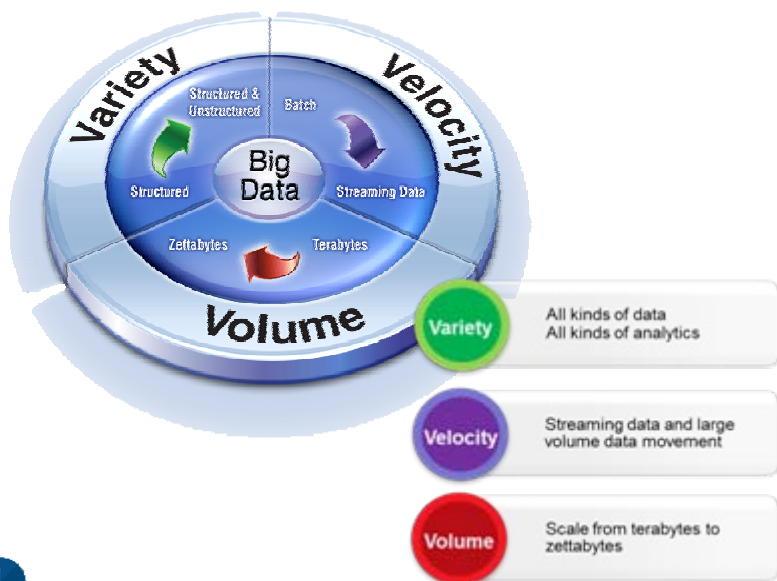 Variety
Velocity
Structured &
Unstructured
Batch
Big
Data
Structured
Streaming Data
Zettabytes
Terabytes
Volume
Variety
All kinds of data
All kinds of analytics
Velocity
Streaming data and large
volume data movement
Volume
Scale from terabytes to
zettabytes